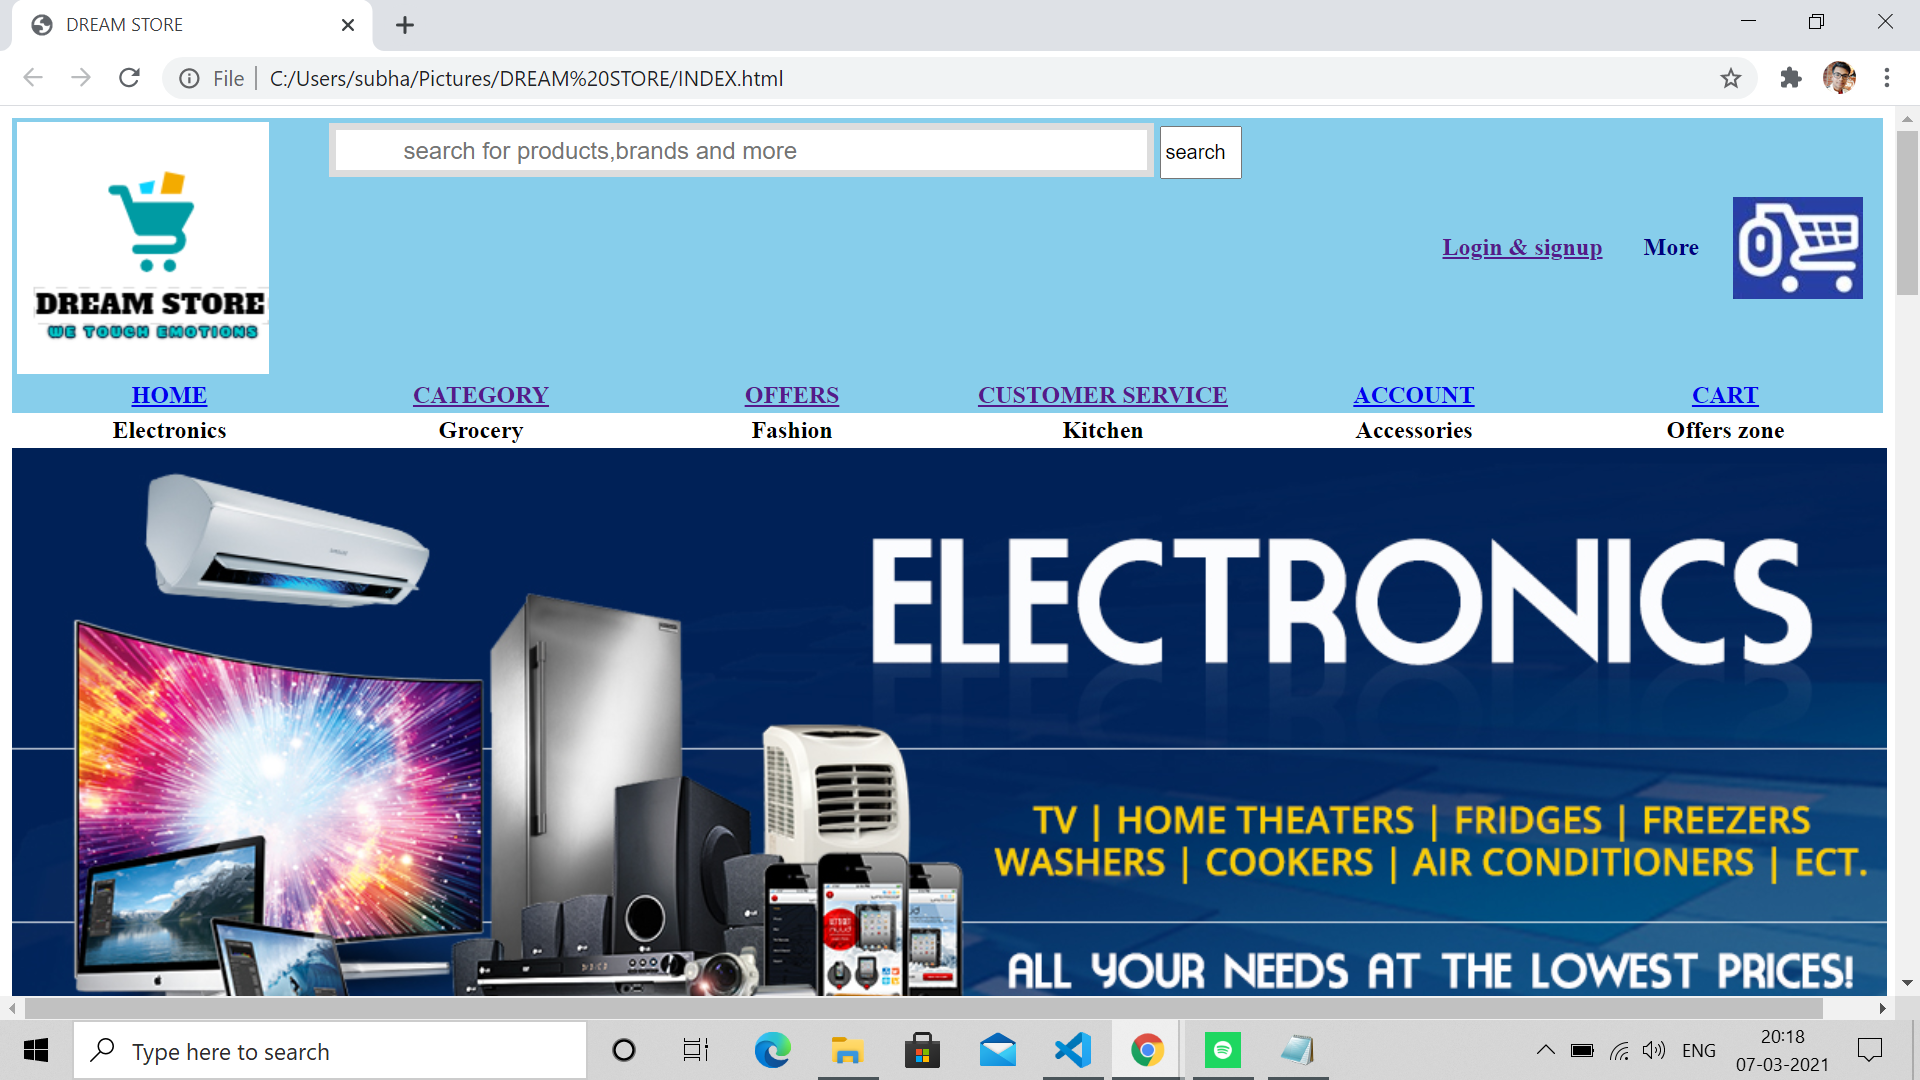 DREAM STORE
File
C:/Users/subha/Pictures/DREAM%20STORE/INDEX.html
search for products,brands and more
search
DREAM STORE
WE TOUCH EMOTIONS
Login & signup More
HOME CATEGORY OFFERS CUSTOMER SERVICE ACCOUNT CART
Electronics Grocery Fashion Kitchen Accessories Offers zone
ELECTRONICS
TV | HOME THEATERS | FRIDGES | FREEZERS
WASHERS | COOKERS | AIR CONDITIONERS | ECT.
ALL YOUR NEEDS AT THE LOWEST PRICES!
Type here to search
ENG
20:18
07-03-2021